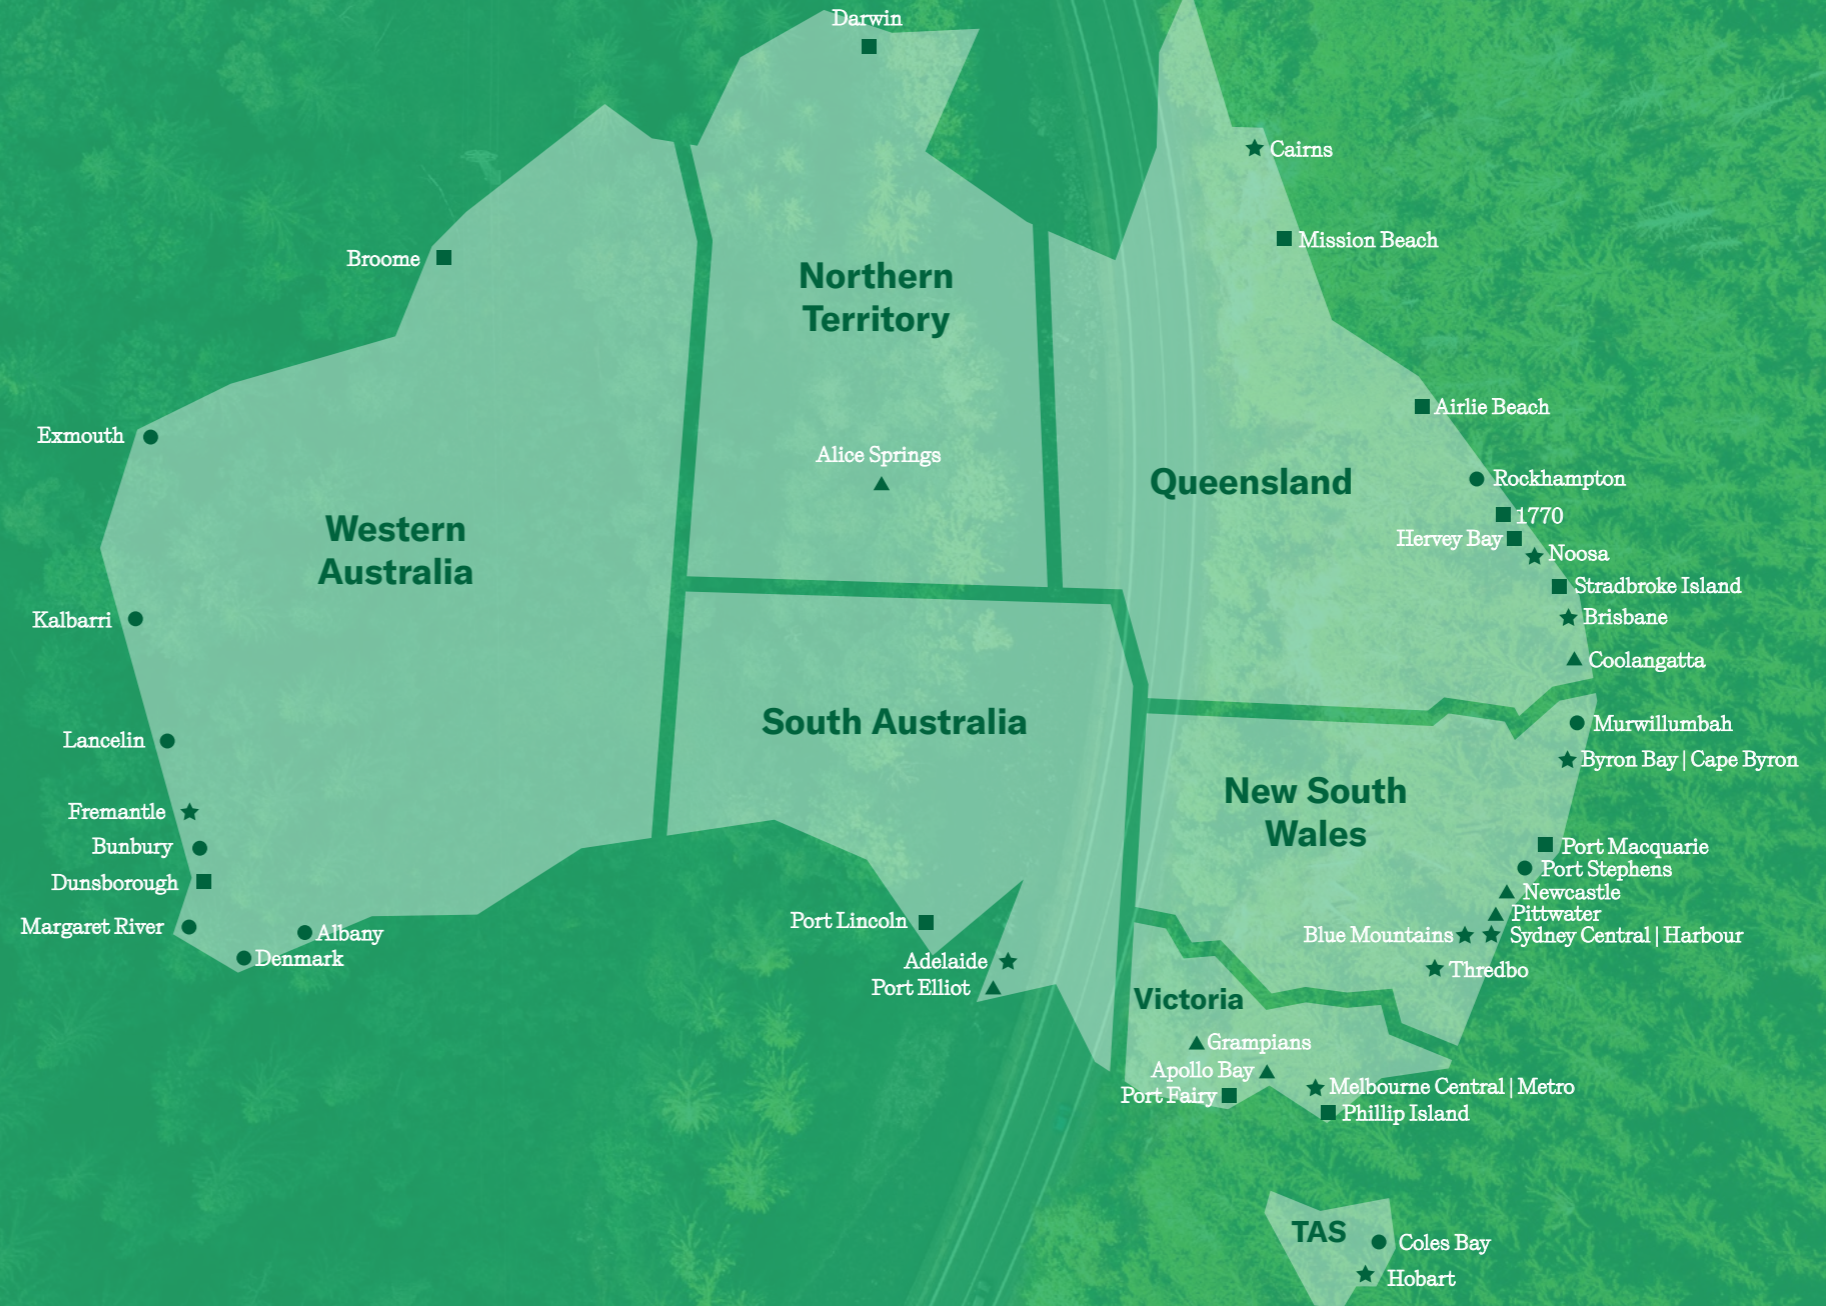 Darwin
Cairns
Mission Beach
Broome
Northern
Territory
Airlie Beach
Exmouth
Alice Springs
Queensland
Rockhampton
1770
Hervey Bay
Noosa
Western
Australia
Stradbroke Island
Brisbane
Kalbarri
Coolangatta
South Australia
Murwillumbah
Lancelin
Byron Bay | Cape Byron
New South
Wales
Fremantle
Bunbury
Port Macquarie
Port Stephens
Dunsborough
Newcastle
Pittwater
Margaret River
Port Lincoln
Albany
Blue Mountains
Sydney Central | Harbour
Denmark
Adelaide
Thredbo
Port Elliot
Victoria
Grampians
Apollo Bay
Port Fairy
Melbourne Central | Metro
Phillip Island
TAS
Coles Bay
Hobart